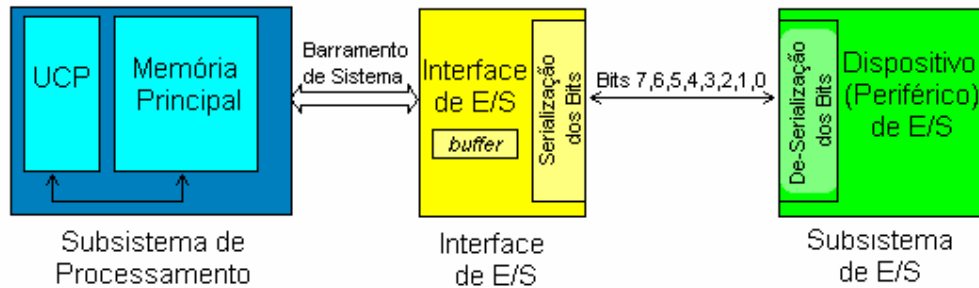 UCP
Memória
Principal
Barramento
de Sistema
Interface
de E/S
buffer
Serialização
dos Bits
Bits 7,6,5,4,3,2,1,0
De-Serialização
dos Bits
Dispositivo
(Periférico)
de E/S
Subsistema de
Processamento
Interface
de E/S
Subsistema
de E/S